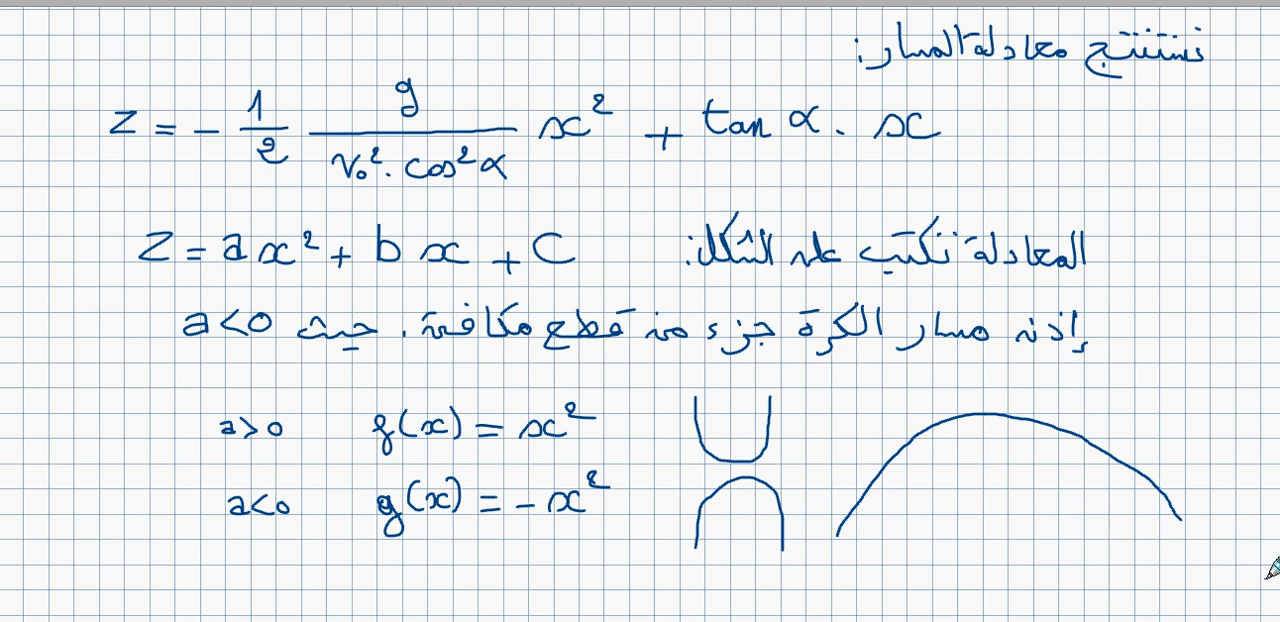 نستنتج معادلة المسار:
z = - 1/2 g/(v₀². cos²α) x² + tan α. x
المعادلة تكتب على الشكل: z = ax² + bx + c
إذن مسار الكرة جزء من قطع مكافئ، حيث a<0
a>0 f(x) = x²
a<0 g(x) = -x²